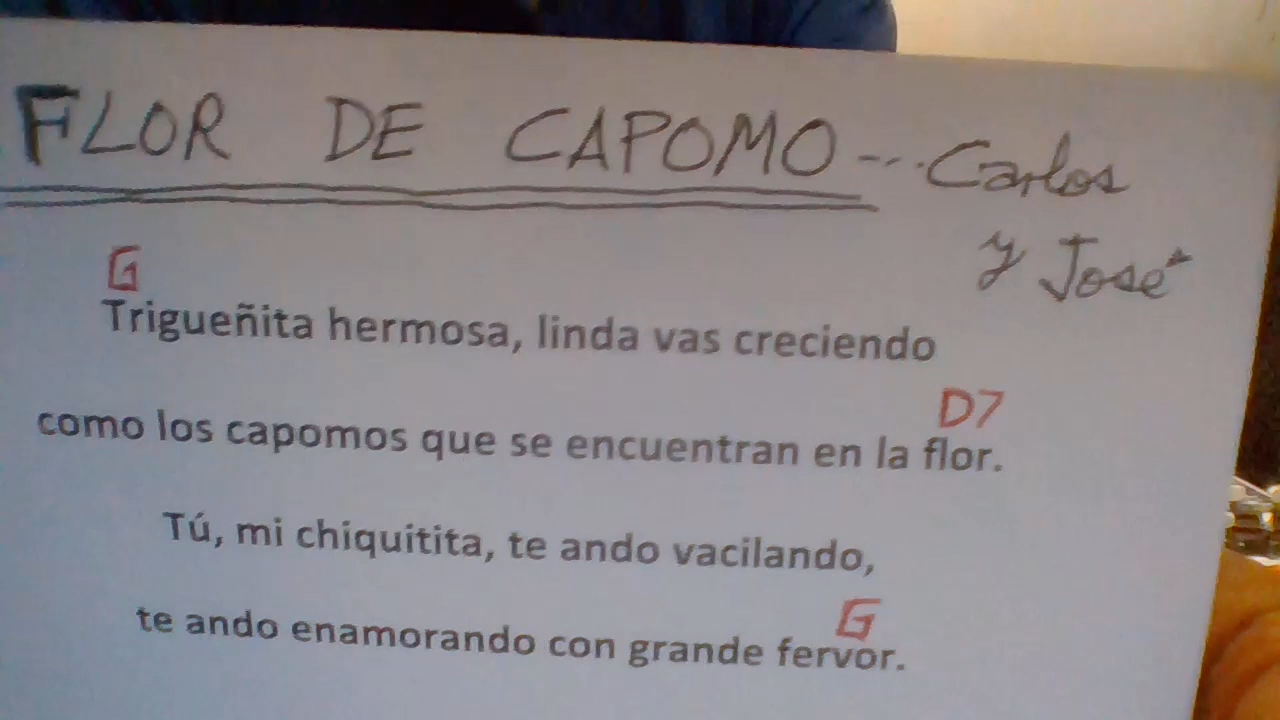 FLOR DE CAPOMO --- Carlos
y José
G
Trigueñita hermosa, linda vas creciendo
D7
como los capomos que se encuentran en la flor.
Tú, mi chiquitita, te ando vacilando,
G
te ando enamorando con grande fervor.